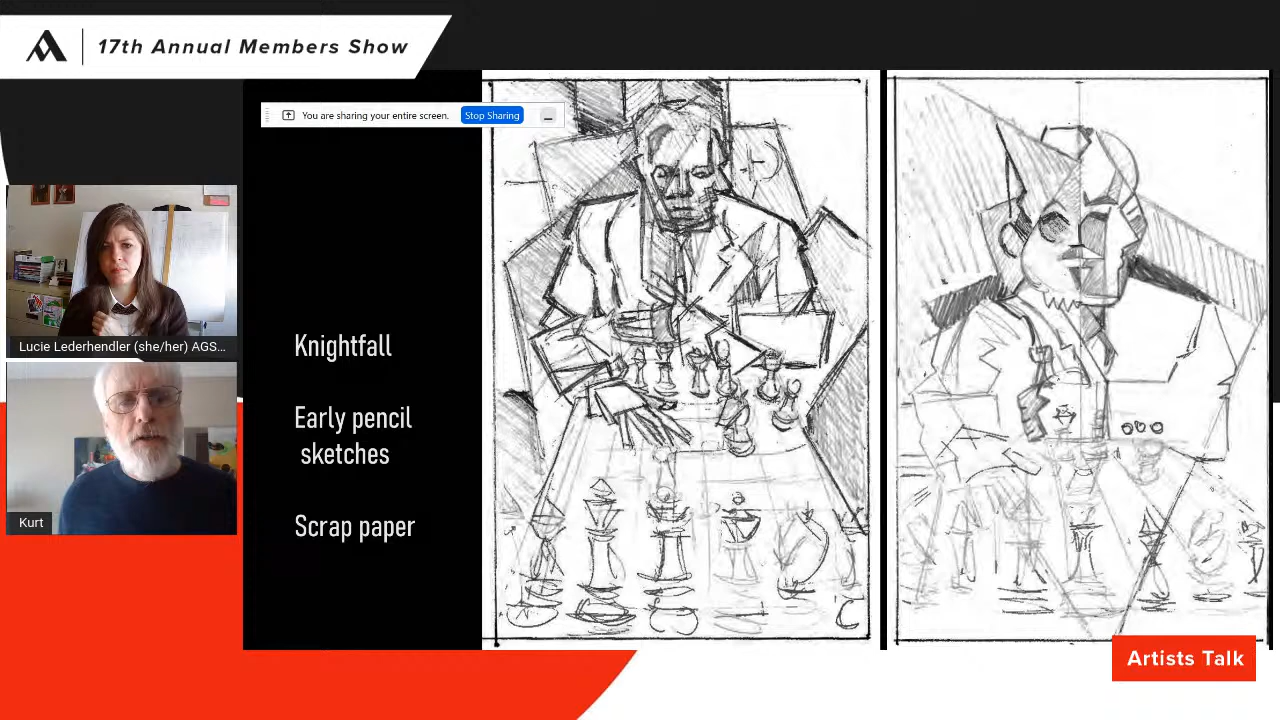 17th Annual Members Show
You are sharing your entire screen.
Stop Sharing
Lucie Lederhendler (she/her) AGS...
Kurt
Knightfall
Early pencil
sketches
Scrap paper
Artists Talk